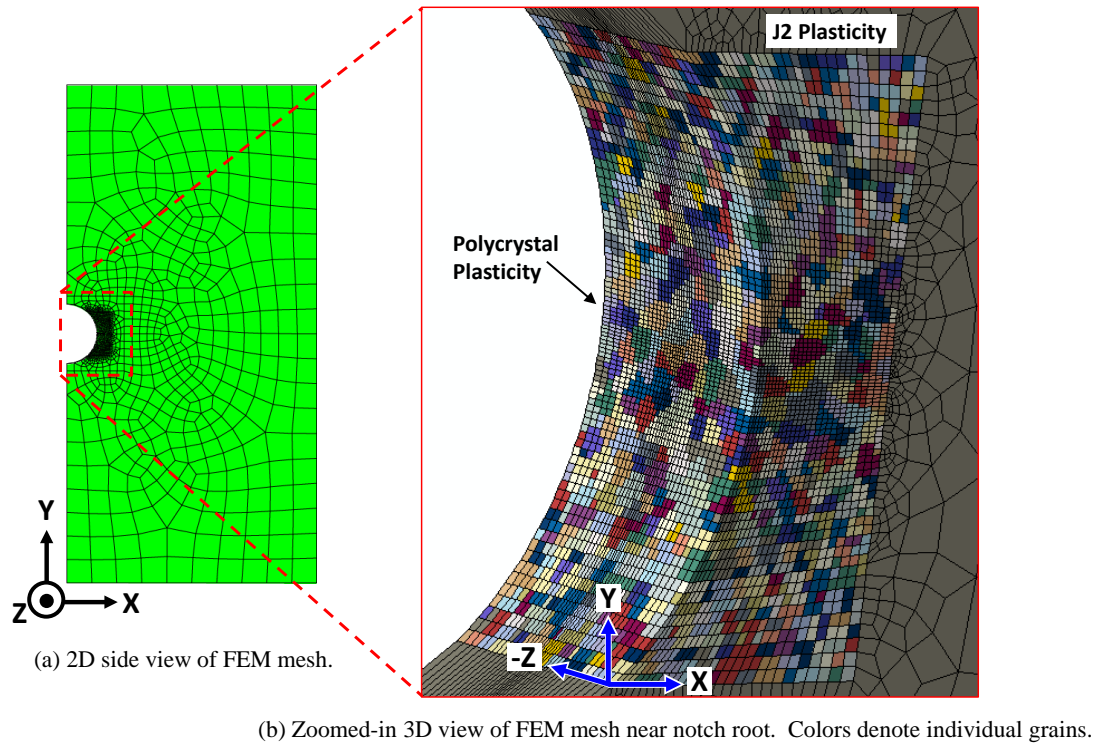 J2 Plasticity
Polycrystal
Plasticity
Y
Z
X
Y
-Z
X
(a) 2D side view of FEM mesh.
(b) Zoomed-in 3D view of FEM mesh near notch root.  Colors denote individual grains.